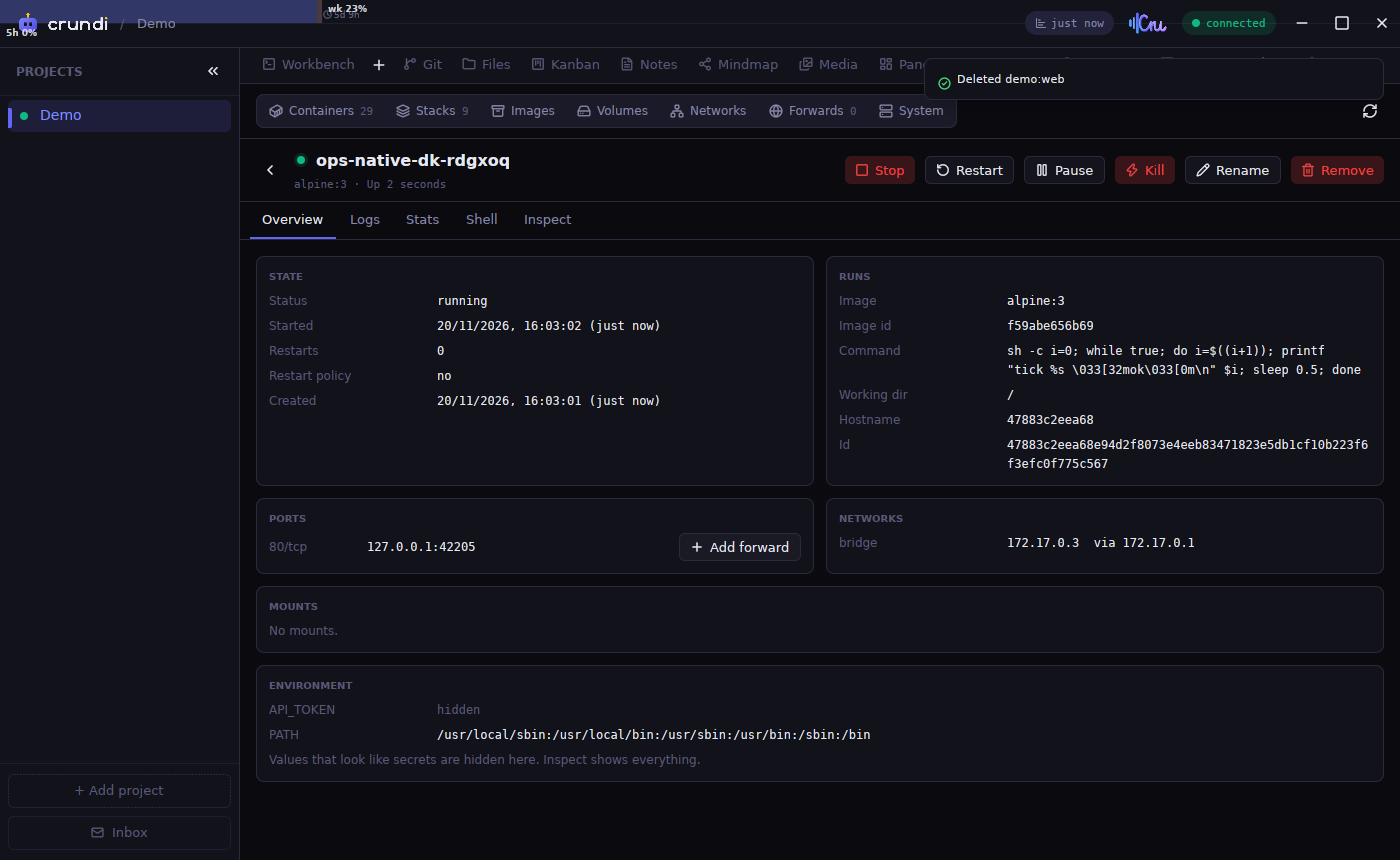 wk 23%
5d 9h
crundi / Demo
5h 0%
just now
connected
PROJECTS
Demo
+ Add project
Inbox
Workbench
Git
Files
Kanban
Notes
Mindmap
Media
Deleted demo:web
Containers 29
Stacks 9
Images
Volumes
Networks
Forwards 0
System
ops-native-dk-rdgxoq
alpine:3 · Up 2 seconds
Stop
Restart
Pause
Kill
Rename
Remove
Overview
Logs
Stats
Shell
Inspect
STATE
Status running
Started 20/11/2026, 16:03:02 (just now)
Restarts 0
Restart policy no
Created 20/11/2026, 16:03:01 (just now)
RUNS
Image alpine:3
Image id f59abe656b69
Command sh -c i=0; while true; do i=$((i+1)); printf
"tick %s \033[32mok\033[0m\n" $i; sleep 0.5; done
Working dir /
Hostname 47883c2eea68
Id 47883c2eea68e94d2f8073e4eeb83471823e5db1cf10b223f6
f3efc0f775c567
PORTS
80/tcp 127.0.0.1:42205
Add forward
NETWORKS
bridge 172.17.0.3 via 172.17.0.1
MOUNTS
No mounts.
ENVIRONMENT
API_TOKEN hidden
PATH /usr/local/sbin:/usr/local/bin:/usr/sbin:/usr/bin:/sbin:/bin
Values that look like secrets are hidden here. Inspect shows everything.